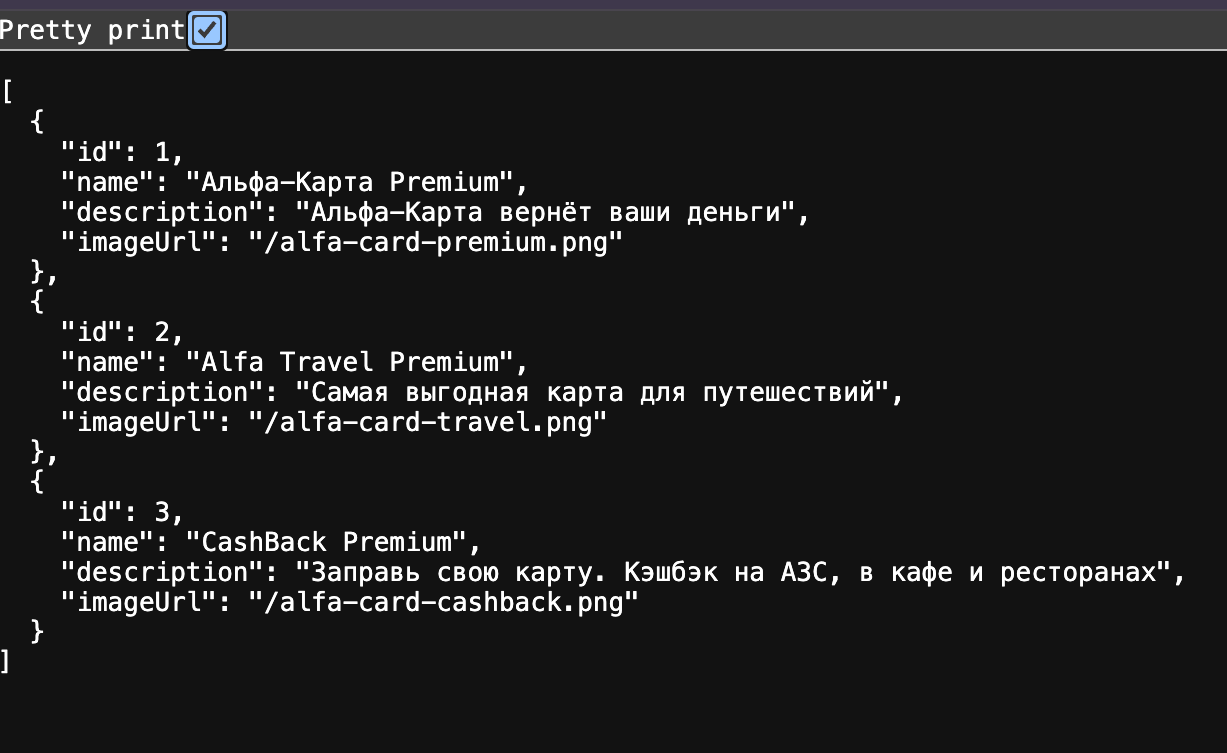 Pretty print
[
  {
    "id": 1,
    "name": "Альфа-Карта Premium",
    "description": "Альфа-Карта вернёт ваши деньги",
    "imageUrl": "/alfa-card-premium.png"
  },
  {
    "id": 2,
    "name": "Alfa Travel Premium",
    "description": "Самая выгодная карта для путешествий",
    "imageUrl": "/alfa-card-travel.png"
  },
  {
    "id": 3,
    "name": "CashBack Premium",
    "description": "Заправь свою карту. Кэшбэк на АЗС, в кафе и ресторанах",
    "imageUrl": "/alfa-card-cashback.png"
  }
]